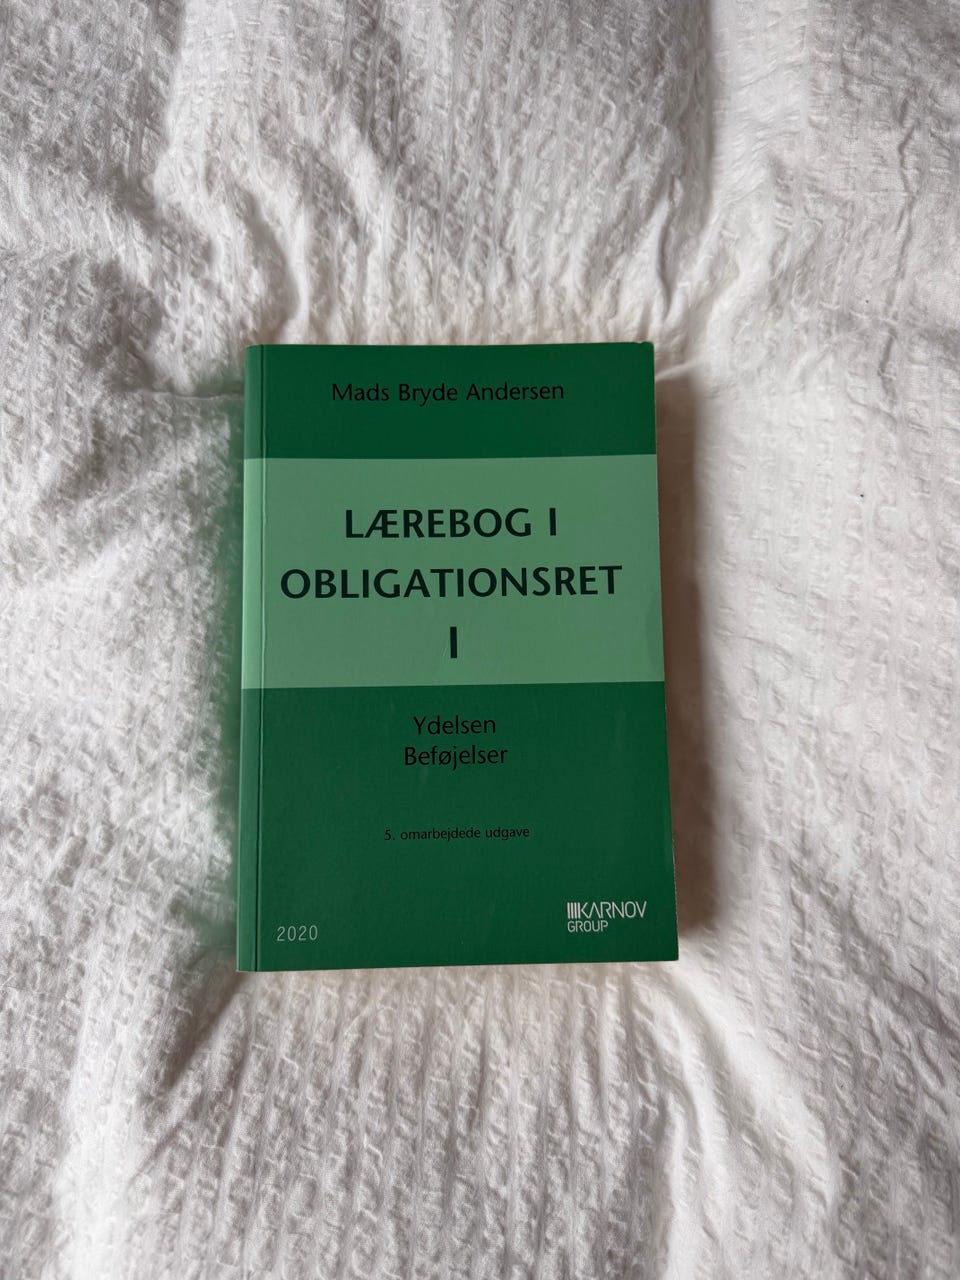 Mads Bryde Andersen
LÆREBOG I
OBLIGATIONSRET
I
Ydelsen
Beføjelser
5. omarbejdede udgave
2020
KARNOV
GROUP